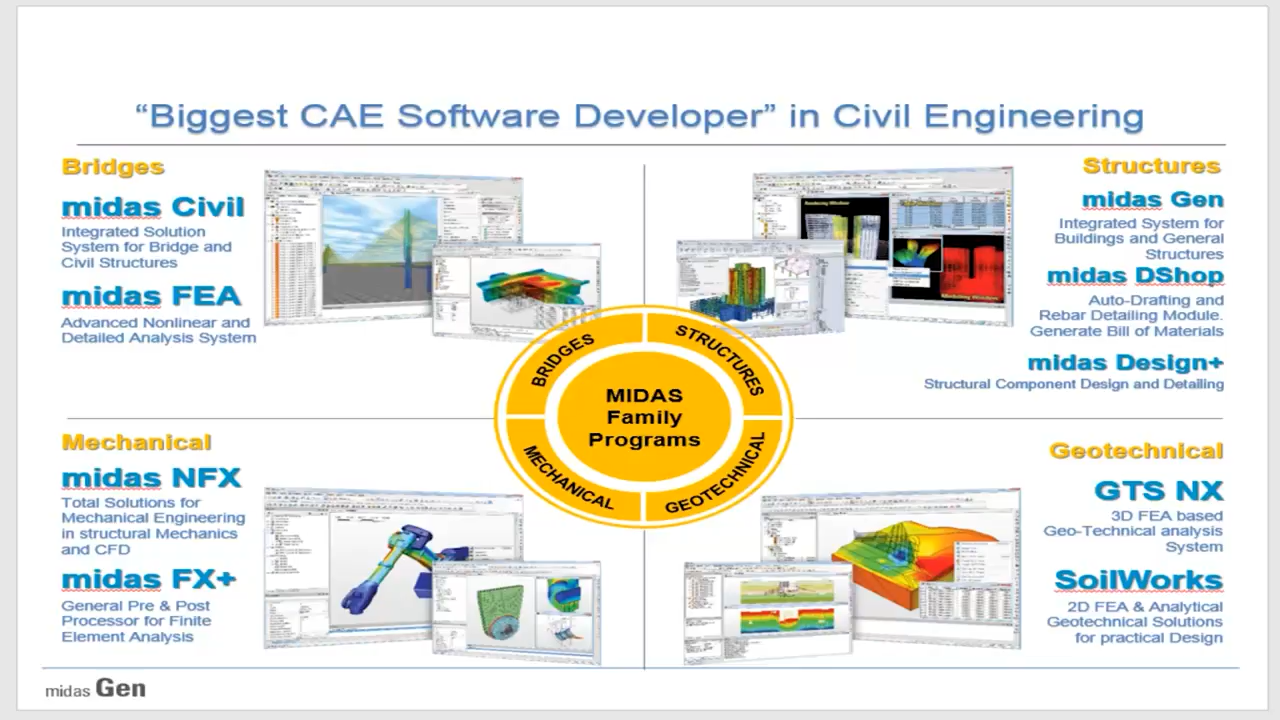 “Biggest CAE Software Developer” in Civil Engineering
Bridges
midas Civil
Integrated Solution
System for Bridge and
Civil Structures
midas FEA
Advanced Nonlinear and
Detailed Analysis System
Structures
midas Gen
Integrated System for
Buildings and General
Structures
midas DShop
Auto-Drafting and
Rebar Detailing Module.
Generate Bill of Materials
midas Design+
Structural Component Design and Detailing
BRIDGES
STRUCTURES
MIDAS
Family
Programs
MECHANICAL
GEOTECHNICAL
Mechanical
midas NFX
Total Solutions for
Mechanical Engineering
in structural Mechanics
and CFD
midas FX+
General Pre & Post
Processor for Finite
Element Analysis
Geotechnical
GTS NX
3D FEA based
Geo-Technical analysis
System
SoilWorks
2D FEA & Analytical
Geotechnical Solutions
for practical Design
midas Gen